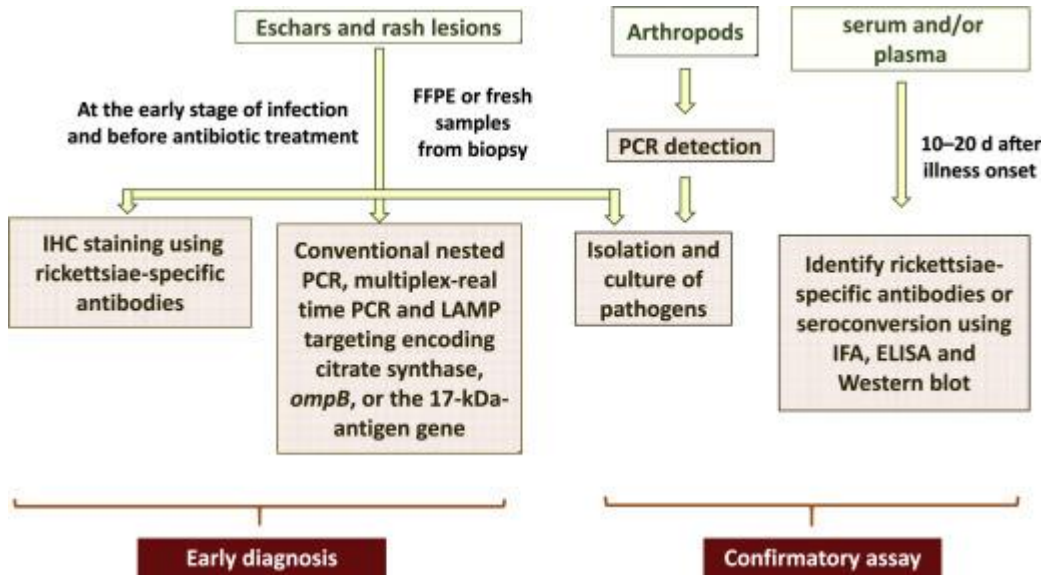 Eschars and rash lesions
Arthropods
serum and/or
plasma
At the early stage of infection
and before antibiotic treatment
FFPE or fresh
samples
from biopsy
PCR detection
10–20 d after
illness onset
IHC staining using
rickettsiae-specific
antibodies
Conventional nested
PCR, multiplex-real
time PCR and LAMP
targeting encoding
citrate synthase,
ompB, or the 17-kDa-
antigen gene
Isolation and
culture of
pathogens
Identify rickettsiae-
specific antibodies or
seroconversion using
IFA, ELISA and
Western blot
Early diagnosis
Confirmatory assay